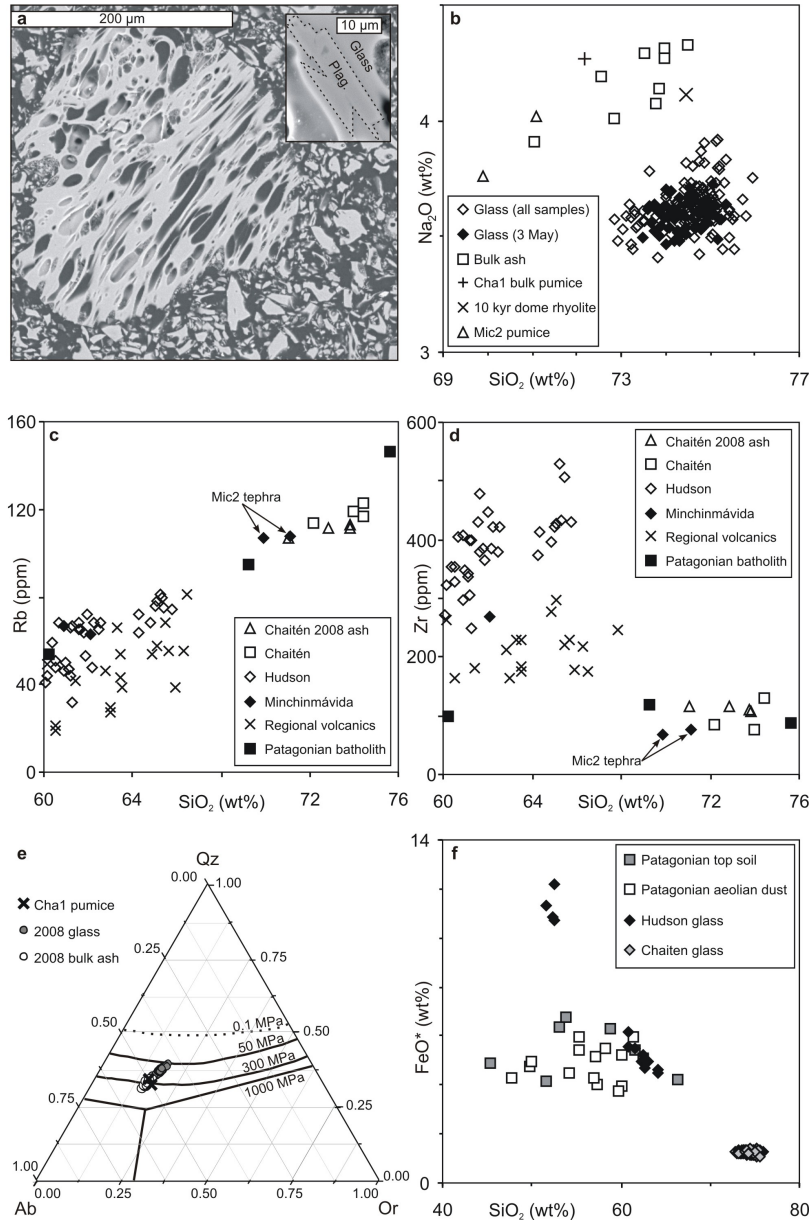 a
200 µm
10 µm
Glass
Plag.
b
4
3
Na₂O (wt%)
69
SiO₂ (wt%)
73
77
Glass (all samples)
Glass (3 May)
Bulk ash
Cha1 bulk pumice
10 kyr dome rhyolite
Mic2 pumice
c
160
120
80
40
0
Rb (ppm)
Mic2 tephra
Chaitén 2008 ash
Chaitén
Hudson
Minchinmávida
Regional volcanics
Patagonian batholith
60
64
SiO₂ (wt%)
72
76
d
600
400
200
0
Zr (ppm)
Chaitén 2008 ash
Chaitén
Hudson
Minchinmávida
Regional volcanics
Patagonian batholith
Mic2 tephra
60
64
SiO₂ (wt%)
72
76
e
Qz
0.00
1.00
Cha1 pumice
2008 glass
2008 bulk ash
0.25
0.75
0.50
0.1 MPa
0.50
50 MPa
300 MPa
1000 MPa
0.75
0.25
1.00
0.00
0.00
0.25
0.50
0.75
1.00
Ab
Or
f
14
0
FeO* (wt%)
Patagonian top soil
Patagonian aeolian dust
Hudson glass
Chaiten glass
40
SiO₂ (wt%)
60
80